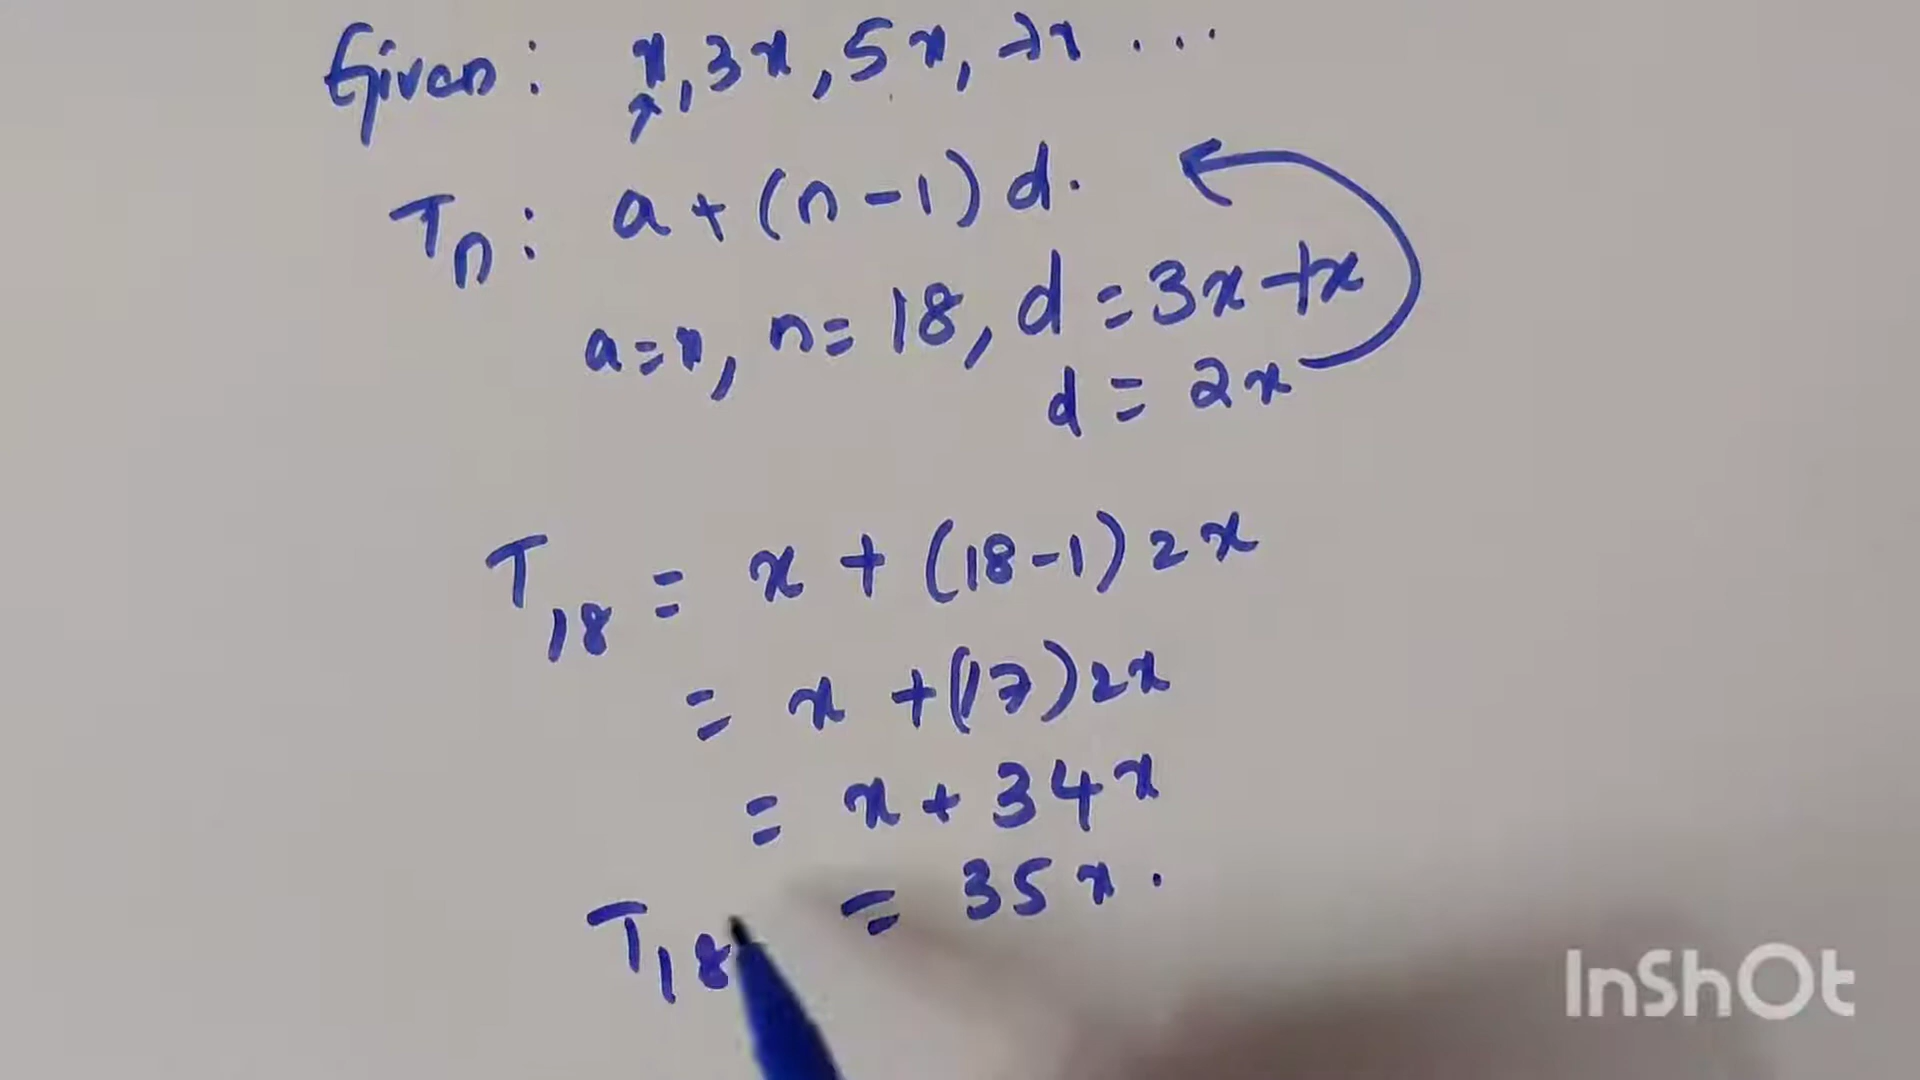 Given: x, 3x, 5x, 7x ...
Tn: a + (n-1) d.
a=x, n=18, d=3x+x
d = 2x
T18 = x + (18-1) 2x
= x + (17) 2x
= x + 34x
T18 = 35x.
InShOt